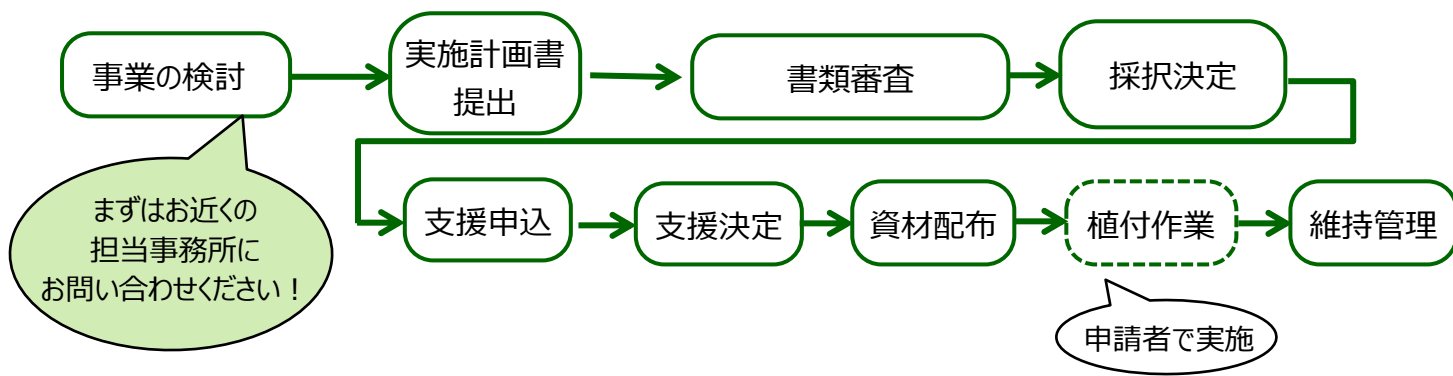 事業の検討
実施計画書
提出
書類審査
採択決定
まずはお近くの
担当事務所に
お問い合わせください！
支援申込
支援決定
資材配布
植付作業
維持管理
申請者で実施